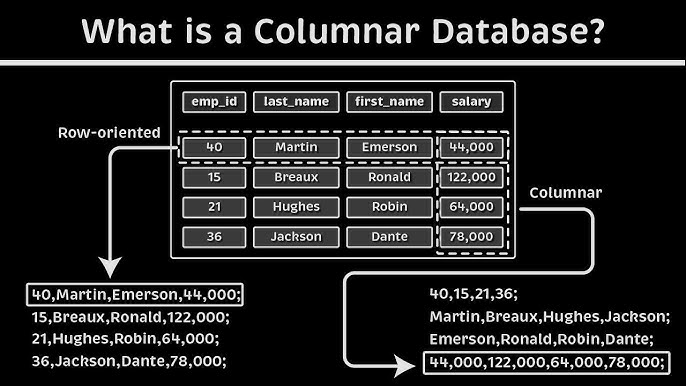 What is a Columnar Database?
emp_id last_name first_name salary
Row-oriented
40 Martin Emerson 44,000
15 Breaux Ronald 122,000
Columnar
21 Hughes Robin 64,000
36 Jackson Dante 78,000
40,Martin,Emerson,44,000;
15,Breaux,Ronald,122,000;
21,Hughes,Robin,64,000;
36,Jackson,Dante,78,000;
40,15,21,36;
Martin,Breaux,Hughes,Jackson;
Emerson,Ronald,Robin,Dante;
44,000,122,000,64,000,78,000;